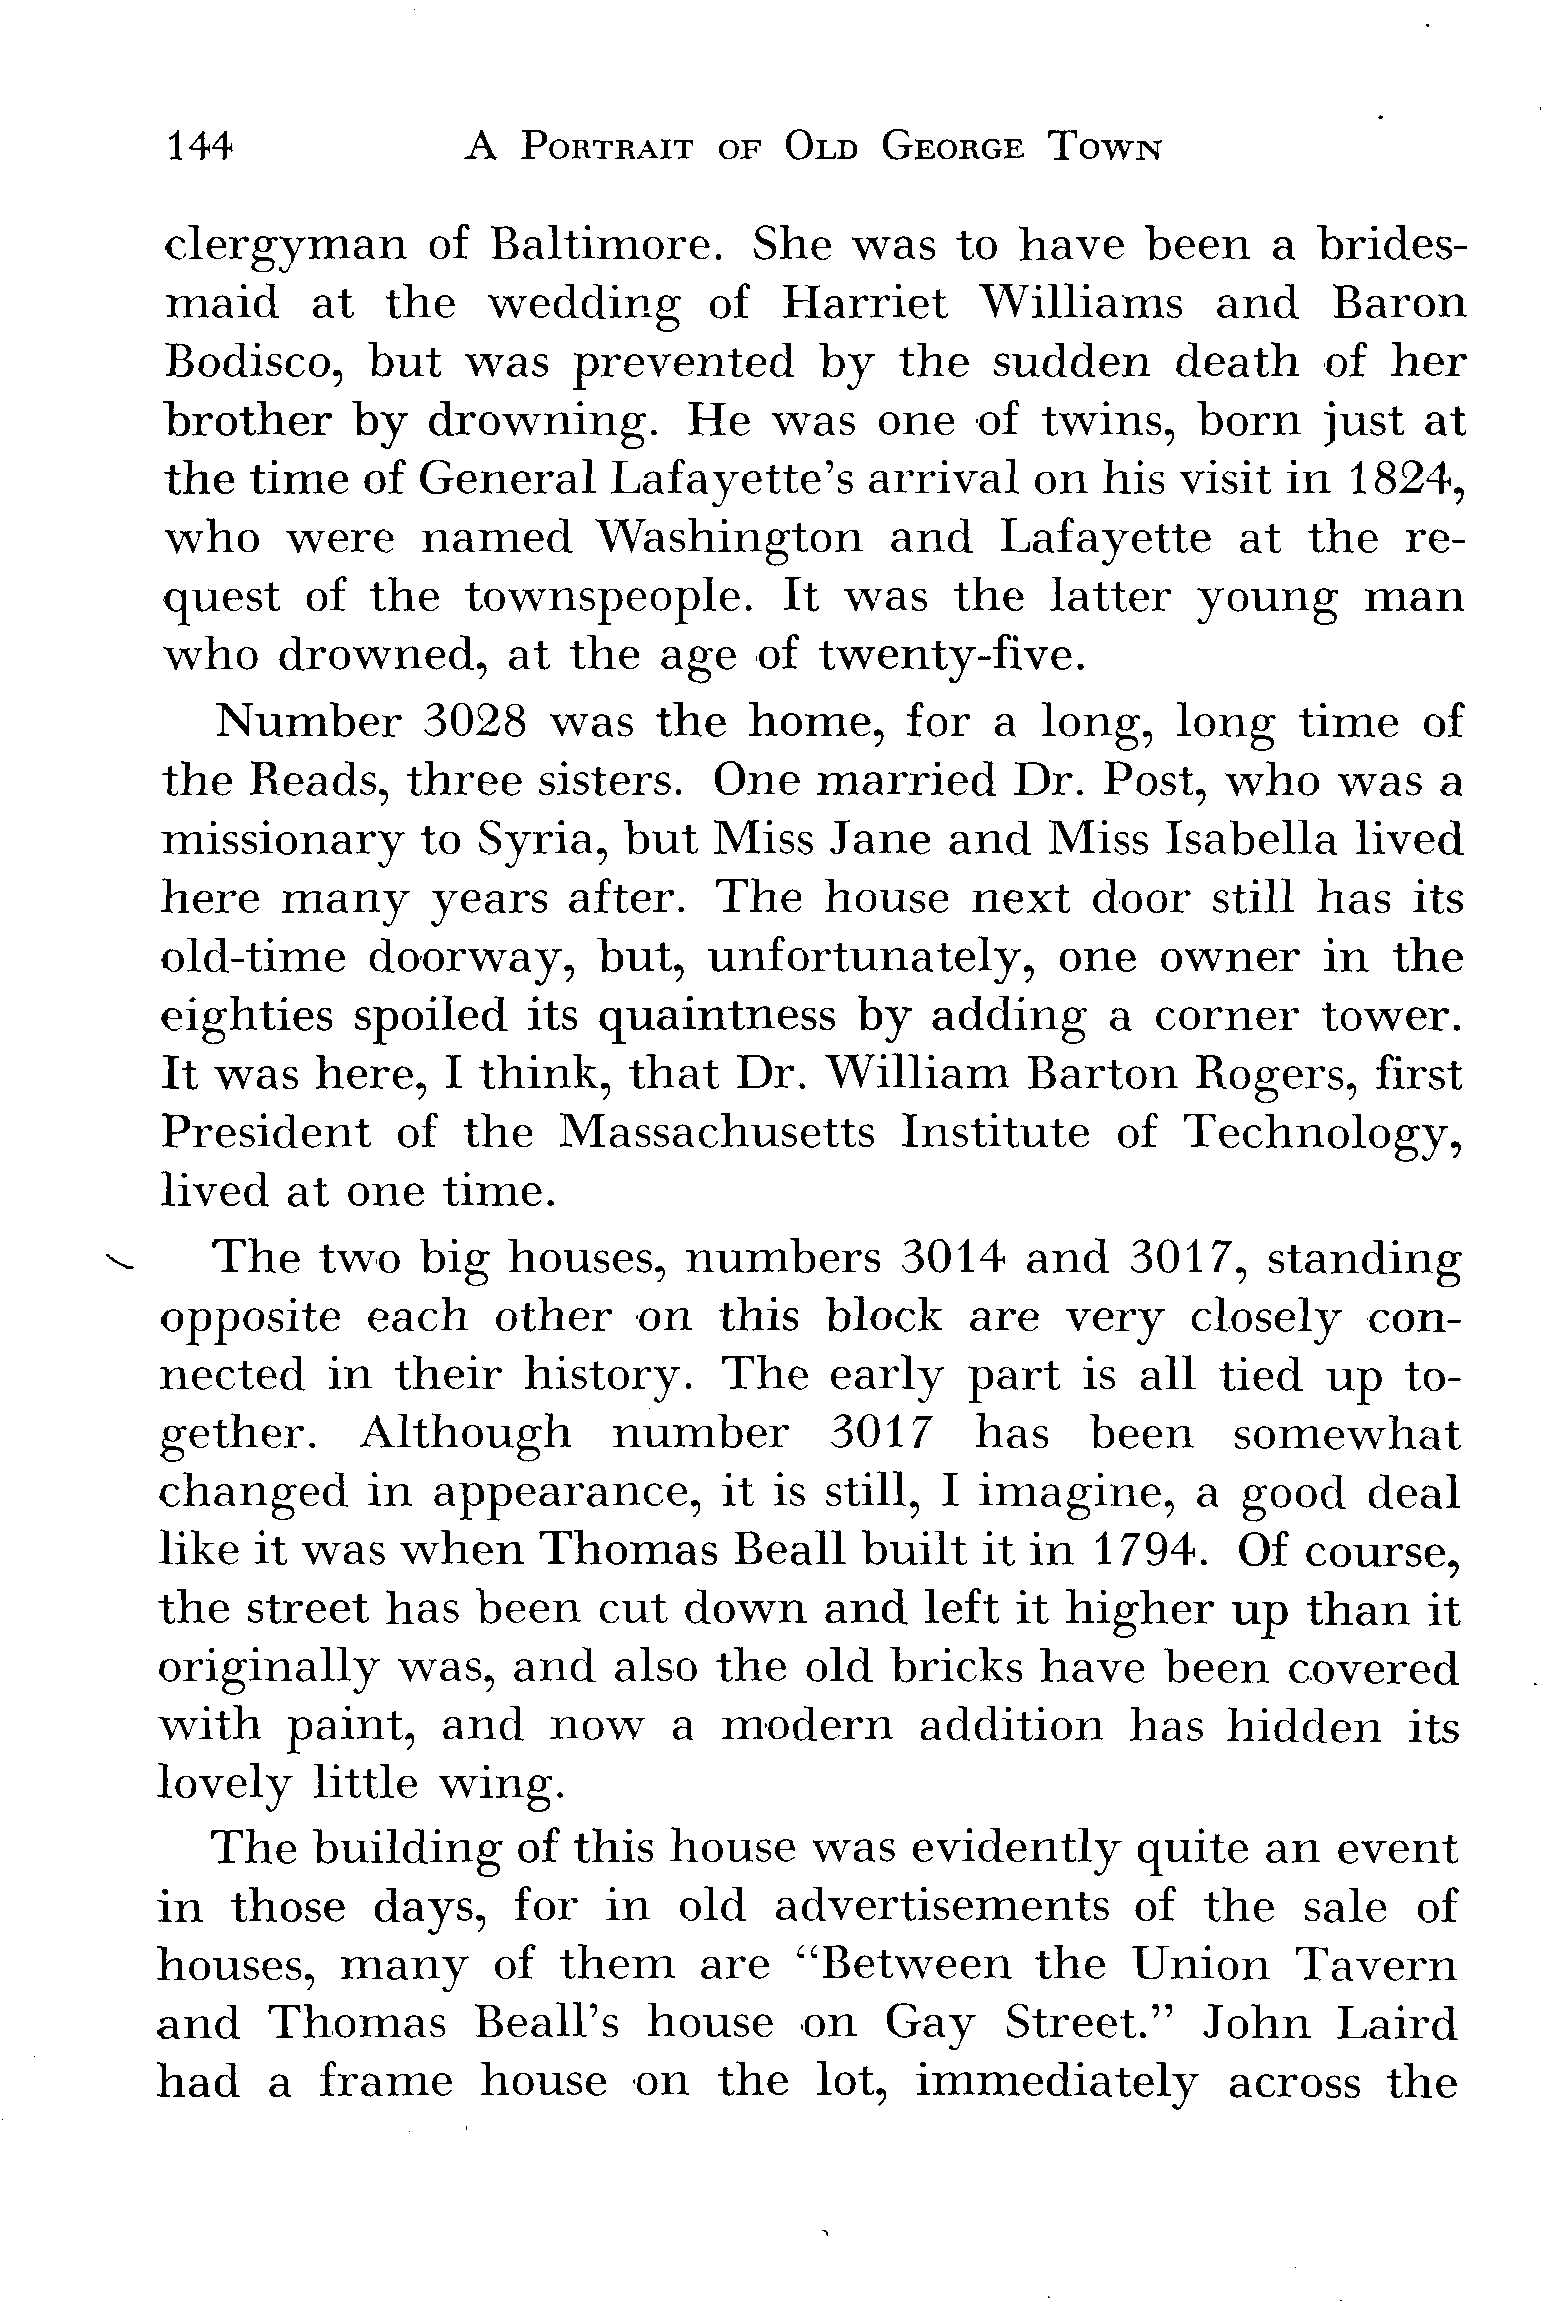 144 A PORTRAIT OF OLD GEORGE TOWN
clergyman of Baltimore. She was to have been a brides-
maid at the wedding of Harriet Williams and Baron
Bodisco, but was prevented by the sudden death of her
brother by drowning. He was one of twins, born just at
the time of General Lafayette's arrival on his visit in 1824,
who were named Washington and Lafayette at the re-
quest of the townspeople. It was the latter young man
who drowned, at the age of twenty-five.
Number 3028 was the home, for a long, long time of
the Reads, three sisters. One married Dr. Post, who was a
missionary to Syria, but Miss Jane and Miss Isabella lived
here many years after. The house next door still has its
old-time doorway, but, unfortunately, one owner in the
eighties spoiled its quaintness by adding a corner tower.
It was here, I think, that Dr. William Barton Rogers, first
President of the Massachusetts Institute of Technology,
lived at one time.
The two big houses, numbers 3014 and 3017, standing
opposite each other on this block are very closely con-
nected in their history. The early part is all tied up to-
gether. Although number 3017 has been somewhat
changed in appearance, it is still, I imagine, a good deal
like it was when Thomas Beall built it in 1794. Of course,
the street has been cut down and left it higher up than it
originally was, and also the old bricks have been covered
with paint, and now a modern addition has hidden its
lovely little wing.
The building of this house was evidently quite an event
in those days, for in old advertisements of the sale of
houses, many of them are "Between the Union Tavern
and Thomas Beall's house on Gay Street." John Laird
had a frame house on the lot, immediately across the